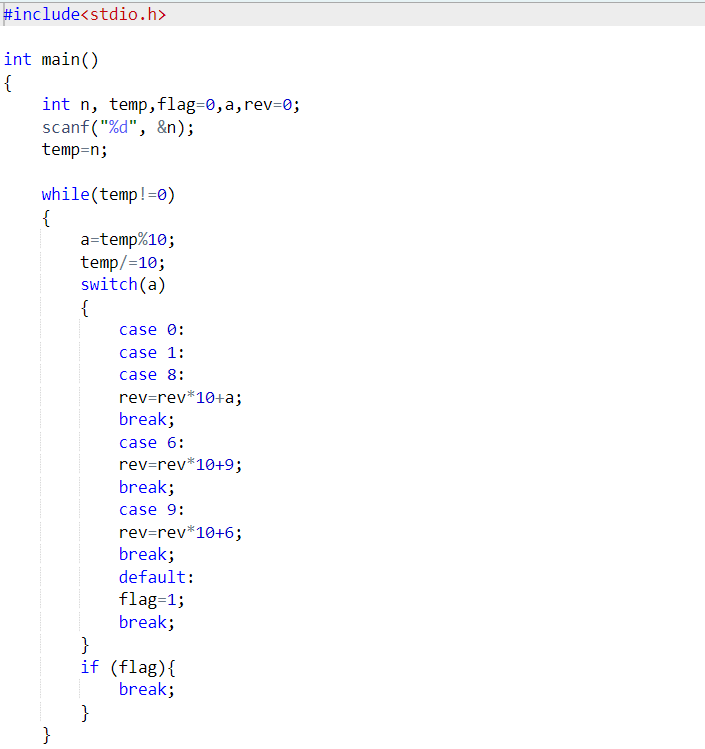 #include<stdio.h>
int main()
{
int n, temp,flag=0,a,rev=0;
scanf("%d", &n);
temp=n;
while(temp!=0)
{
a=temp%10;
temp/=10;
switch(a)
{
case 0:
case 1:
case 8:
rev=rev*10+a;
break;
case 6:
rev=rev*10+9;
break;
case 9:
rev=rev*10+6;
break;
default:
flag=1;
break;
}
if (flag){
break;
}
}